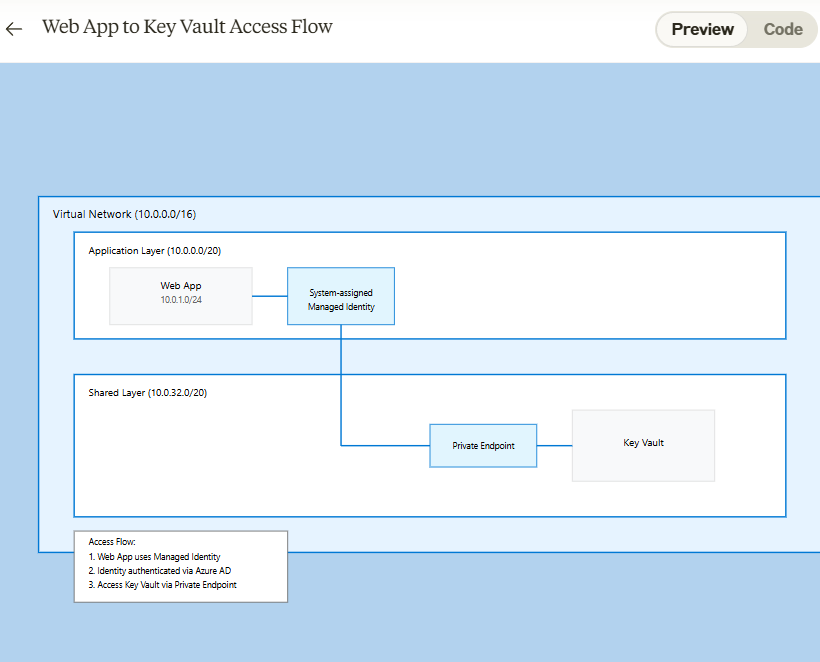 Web App to Key Vault Access Flow
Preview
Code
Virtual Network (10.0.0.0/16)
Application Layer (10.0.0.0/20)
Web App
10.0.1.0/24
System-assigned
Managed Identity
Shared Layer (10.0.32.0/20)
Private Endpoint
Key Vault
Access Flow:
1. Web App uses Managed Identity
2. Identity authenticated via Azure AD
3. Access Key Vault via Private Endpoint